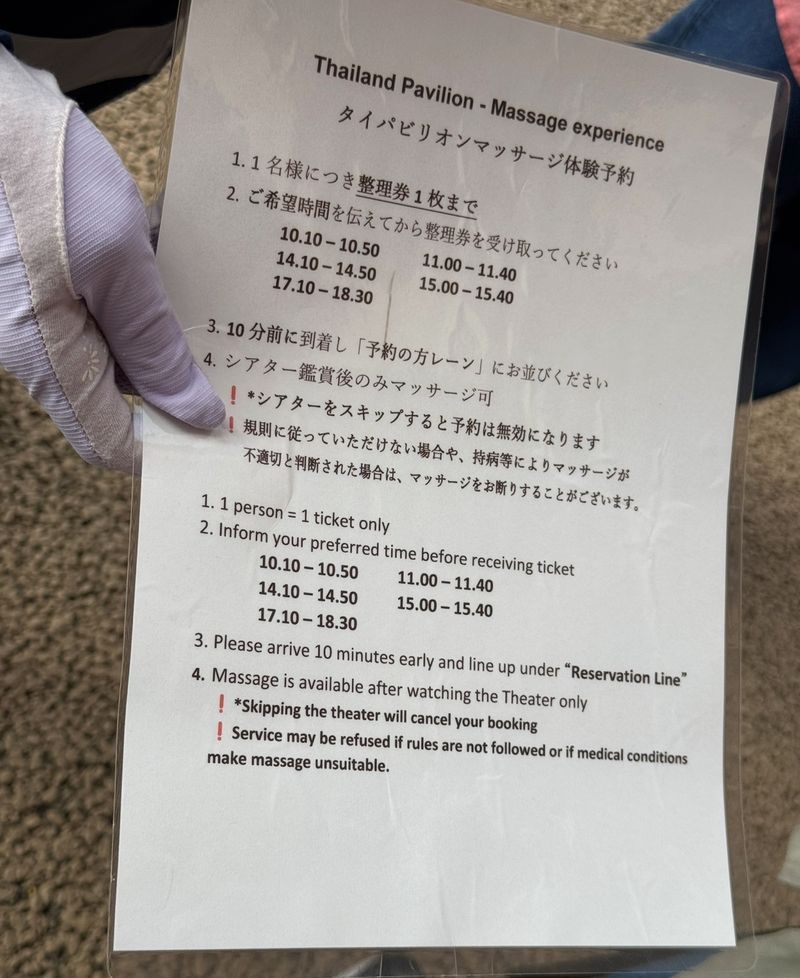 Thailand Pavilion - Massage experience
タイパビリオンマッサージ体験予約
1. 1 名様につき整理券 1 枚まで
2. ご希望時間を伝えてから整理券を受け取ってください
10.10 – 10.50 11.00 – 11.40
14.10 – 14.50 15.00 – 15.40
17.10 – 18.30
3. 10 分前に到着し「予約の方レーン」にお並びください
4. シアター鑑賞後のみマッサージ可
❗*シアターをスキップすると予約は無効になります
❗規則に従っていただけない場合や、持病等によりマッサージが
不適切と判断された場合は、マッサージをお断りすることがございます。
1. 1 person = 1 ticket only
2. Inform your preferred time before receiving ticket
10.10 – 10.50 11.00 – 11.40
14.10 – 14.50 15.00 – 15.40
17.10 – 18.30
3. Please arrive 10 minutes early and line up under “Reservation Line”
4. Massage is available after watching the Theater only
❗*Skipping the theater will cancel your booking
❗Service may be refused if rules are not followed or if medical conditions
make massage unsuitable.